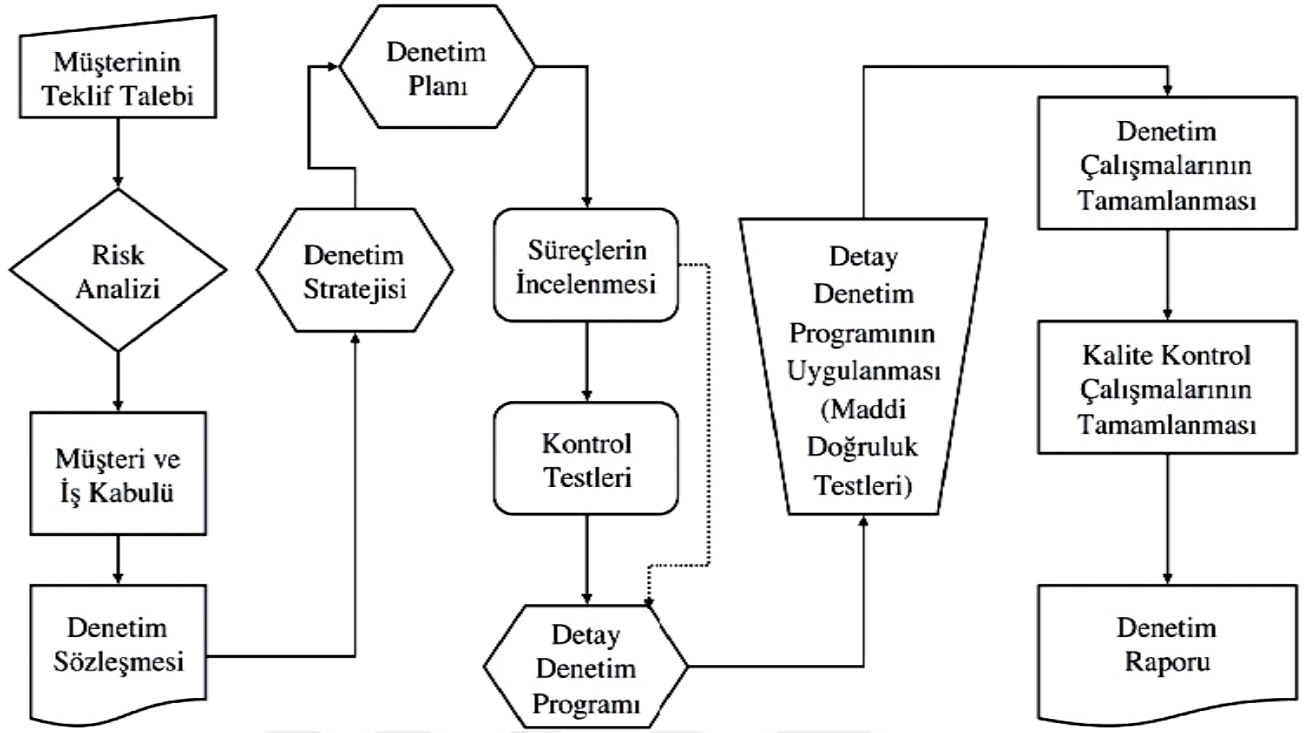 Müşterinin
Teklif Talebi
Risk
Analizi
Müşteri ve
İş Kabulü
Denetim
Sözleşmesi
Denetim
Stratejisi
Denetim
Planı
Süreçlerin
İncelenmesi
Kontrol
Testleri
Detay
Denetim
Programı
Detay
Denetim
Programının
Uygulanması
(Maddi
Doğruluk
Testleri)
Denetim
Çalışmalarının
Tamamlanması
Kalite Kontrol
Çalışmalarının
Tamamlanması
Denetim
Raporu